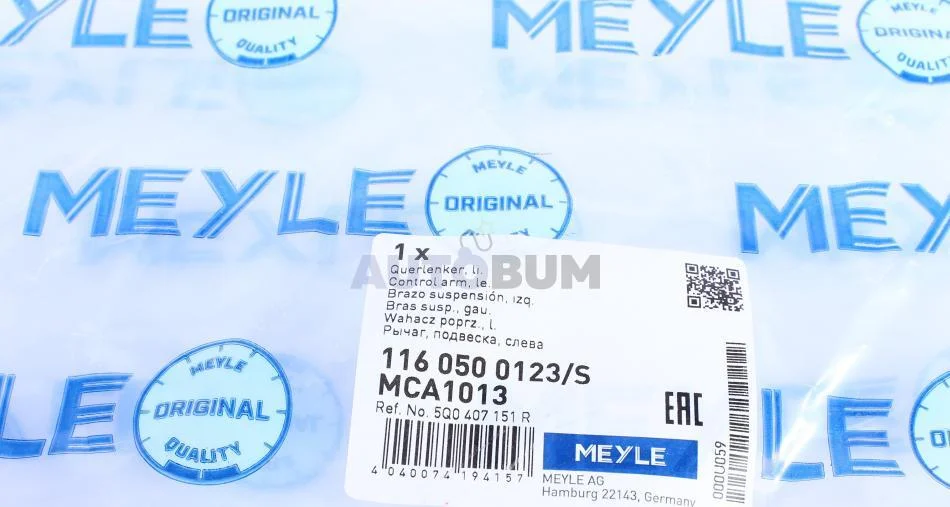 MEYLE
ORIGINAL
QUALITY
MEYLE
MEYLE
ORIGINAL
MEYLE
MEYLE
ORIGINAL
MEYLE
AUTOBUM
1 x
Querlenker, li.
Control arm, le.
Brazo suspensión, izq.
Bras susp., gau.
Wahacz poprz., l.
Рычаг, подвеска, слева
116 050 0123/S
MCA1013
Ref. No. 5Q0 407 151 R
4 040074 194157
EAC
MEYLE
MEYLE AG
Hamburg 22143, Germany
000U059
LE
MEYLE
ORIGINAL
QUALITY